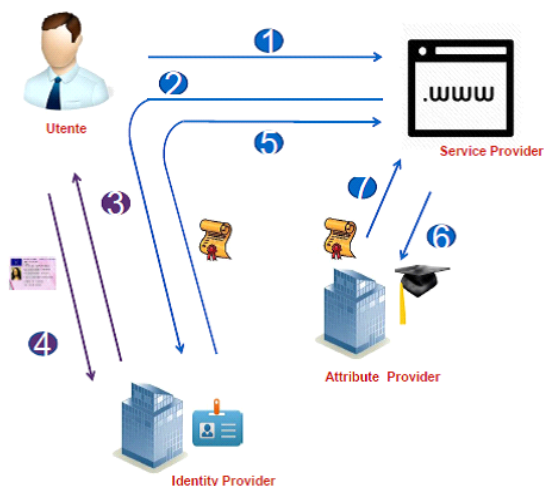 1
.www
2
Utente
5
Service Provider
7
3
6
4
Attribute Provider
Identity Provider